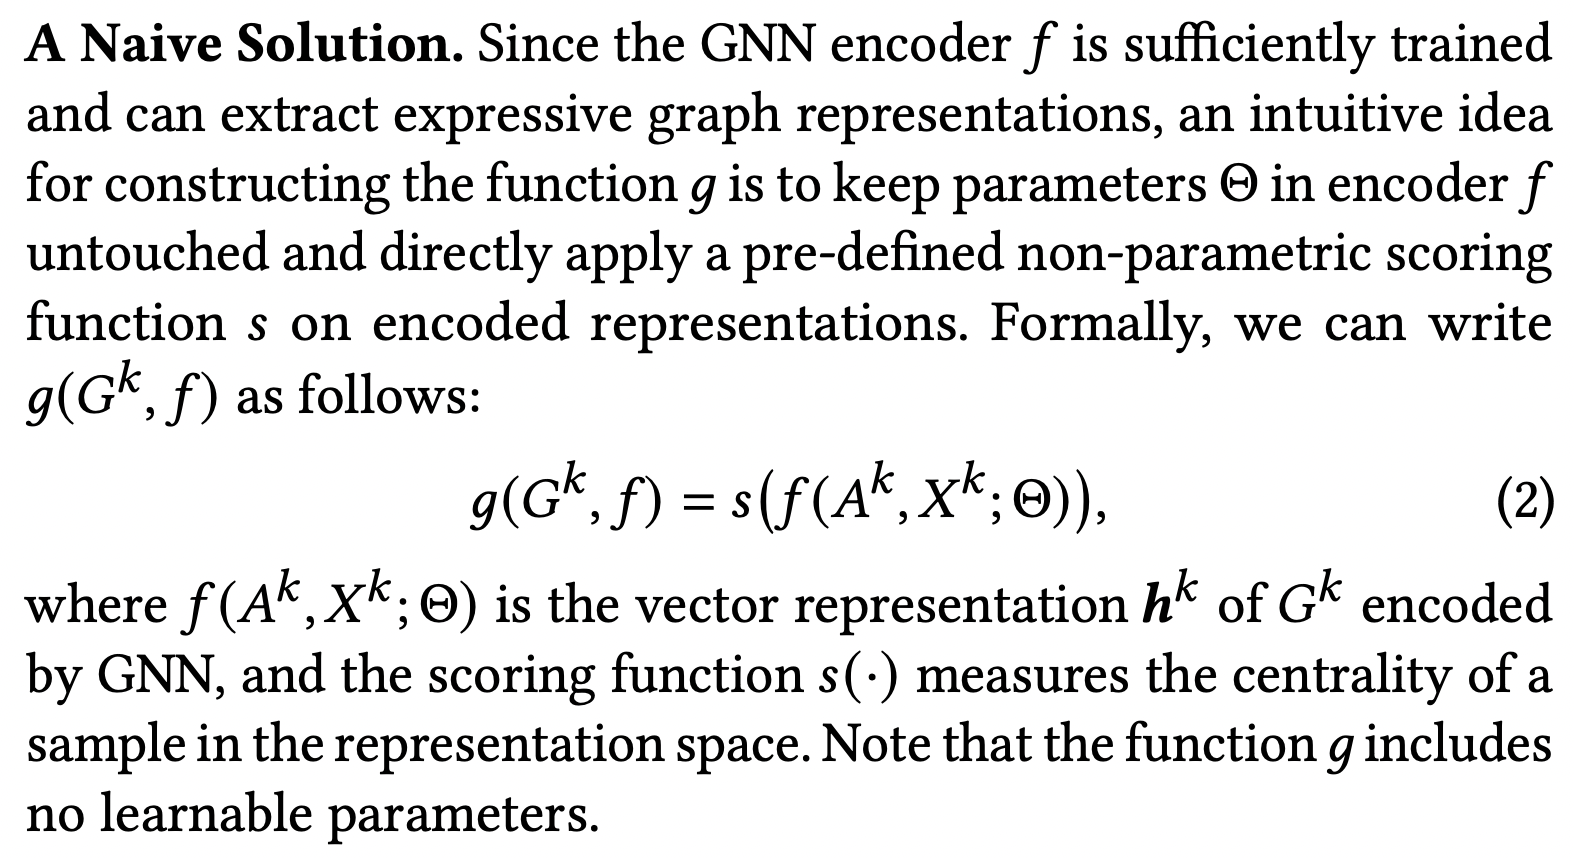 A Naive Solution. Since the GNN encoder f is sufficiently trained
and can extract expressive graph representations, an intuitive idea
for constructing the function g is to keep parameters Θ in encoder f
untouched and directly apply a pre-defined non-parametric scoring
function s on encoded representations. Formally, we can write
g(G^k, f) as follows:
g(G^k, f) = s(f(A^k, X^k; Θ)), (2)
where f(A^k, X^k; Θ) is the vector representation h^k of G^k encoded
by GNN, and the scoring function s(·) measures the centrality of a
sample in the representation space. Note that the function g includes
no learnable parameters.